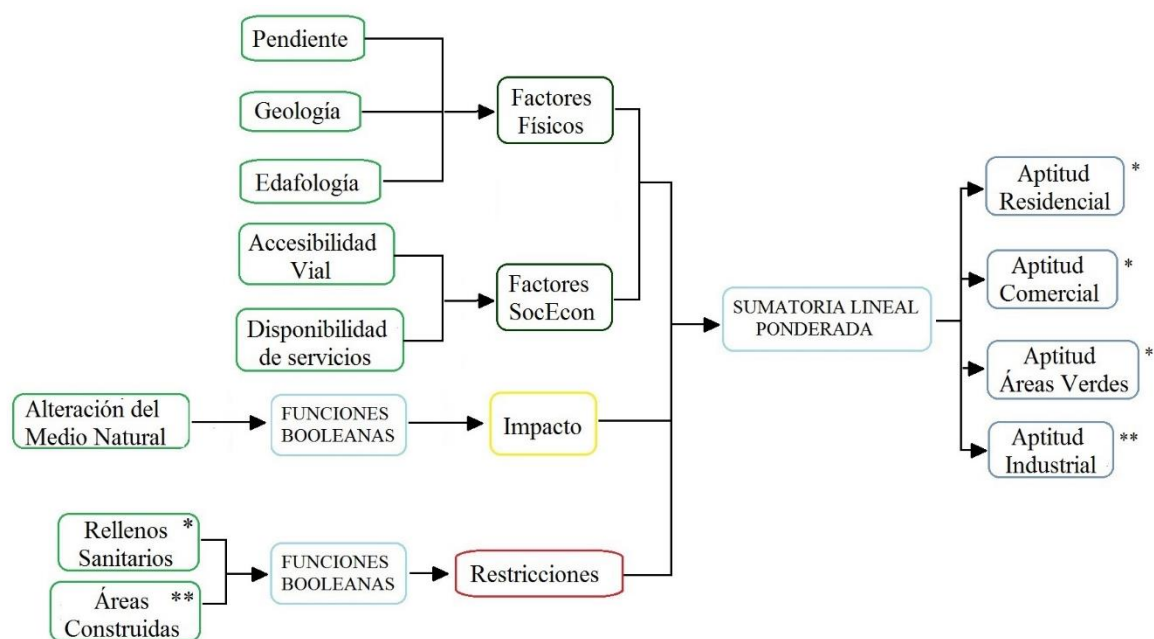 Pendiente
Geología
Edafología
Factores
Físicos
Accesibilidad
Vial
Disponibilidad
de servicios
Factores
SocEcon
Alteración del
Medio Natural
FUNCIONES
BOOLEANAS
Impacto
Rellenos *
Sanitarios
Áreas **
Construidas
FUNCIONES
BOOLEANAS
Restricciones
SUMATORIA LINEAL
PONDERADA
Aptitud *
Residencial
Aptitud *
Comercial
Aptitud *
Áreas Verdes
Aptitud **
Industrial